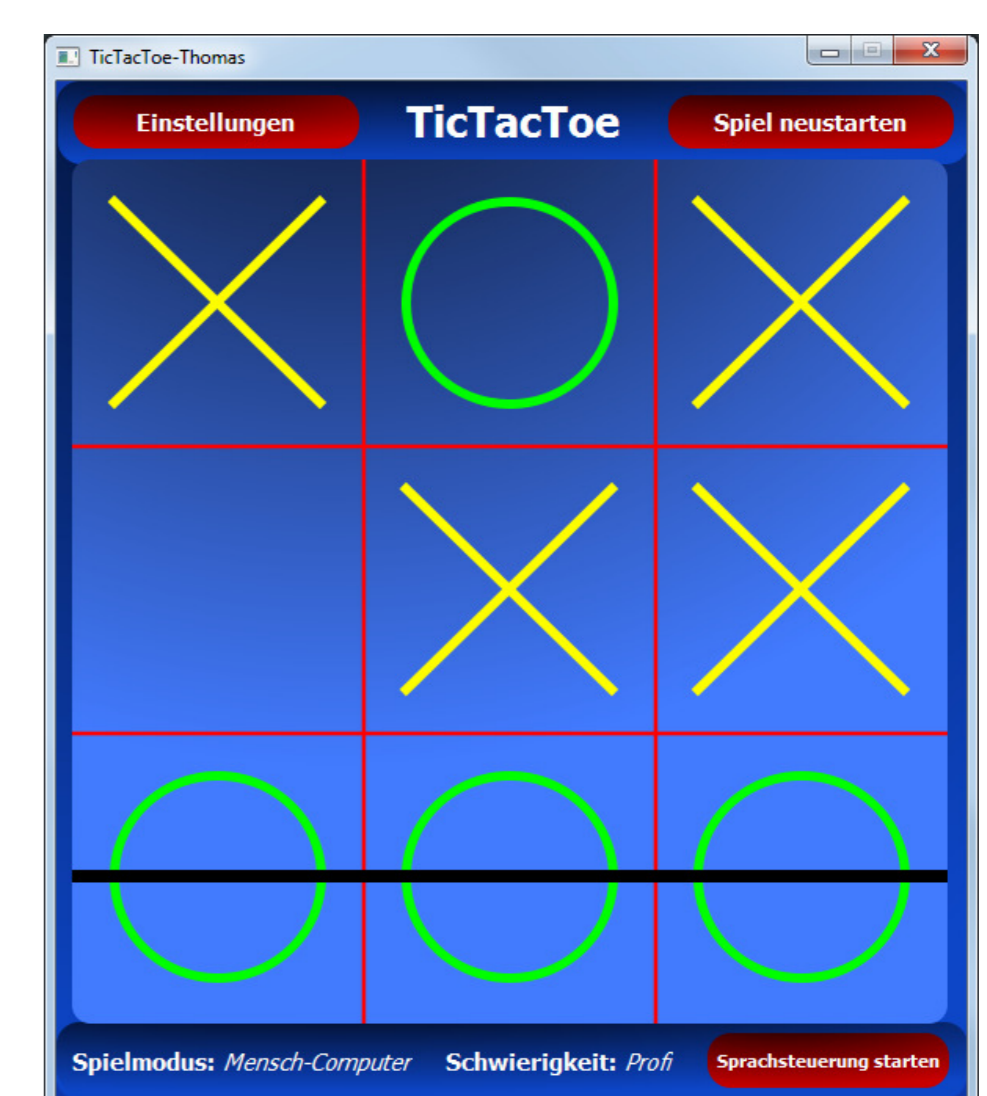 TicTacToe-Thomas
Einstellungen
TicTacToe
Spiel neustarten
Spielmodus: Mensch-Computer
Schwierigkeit: Profi
Sprachsteuerung starten